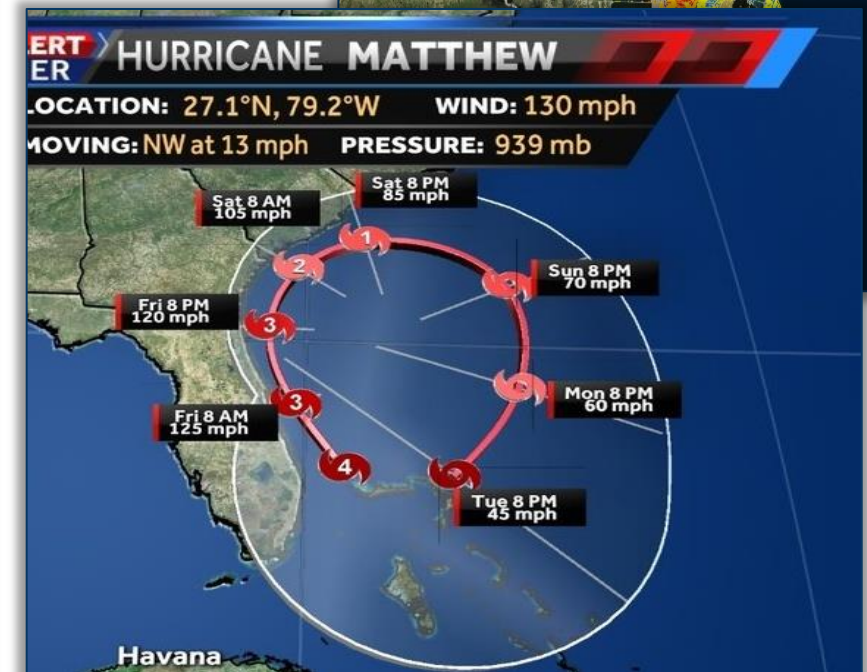 ERT
ER
HURRICANE MATTHEW
LOCATION: 27.1°N, 79.2°W WIND: 130 mph
MOVING: NW at 13 mph PRESSURE: 939 mb
Sat 8 PM
85 mph
Sat 8 AM
105 mph
1
2
Sun 8 PM
70 mph
Fri 8 PM
120 mph
3
Mon 8 PM
60 mph
Fri 8 AM
125 mph
3
4
Tue 8 PM
45 mph
Havana